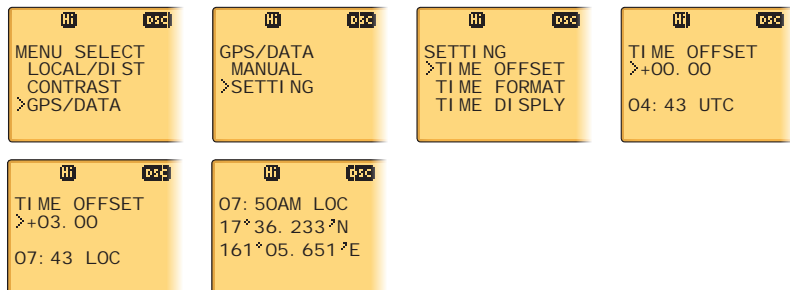 Hi DSC
MENU SELECT
LOCAL/DIST
CONTRAST
>GPS/DATA
Hi DSC
GPS/DATA
MANUAL
>SETTING
Hi DSC
SETTING
>TIME OFFSET
TIME FORMAT
TIME DISPLY
Hi DSC
TIME OFFSET
>+00.00
04:43 UTC
Hi DSC
TIME OFFSET
>+03.00
07:43 LOC
Hi DSC
07:50AM LOC
17°36.233'N
161°05.651'E